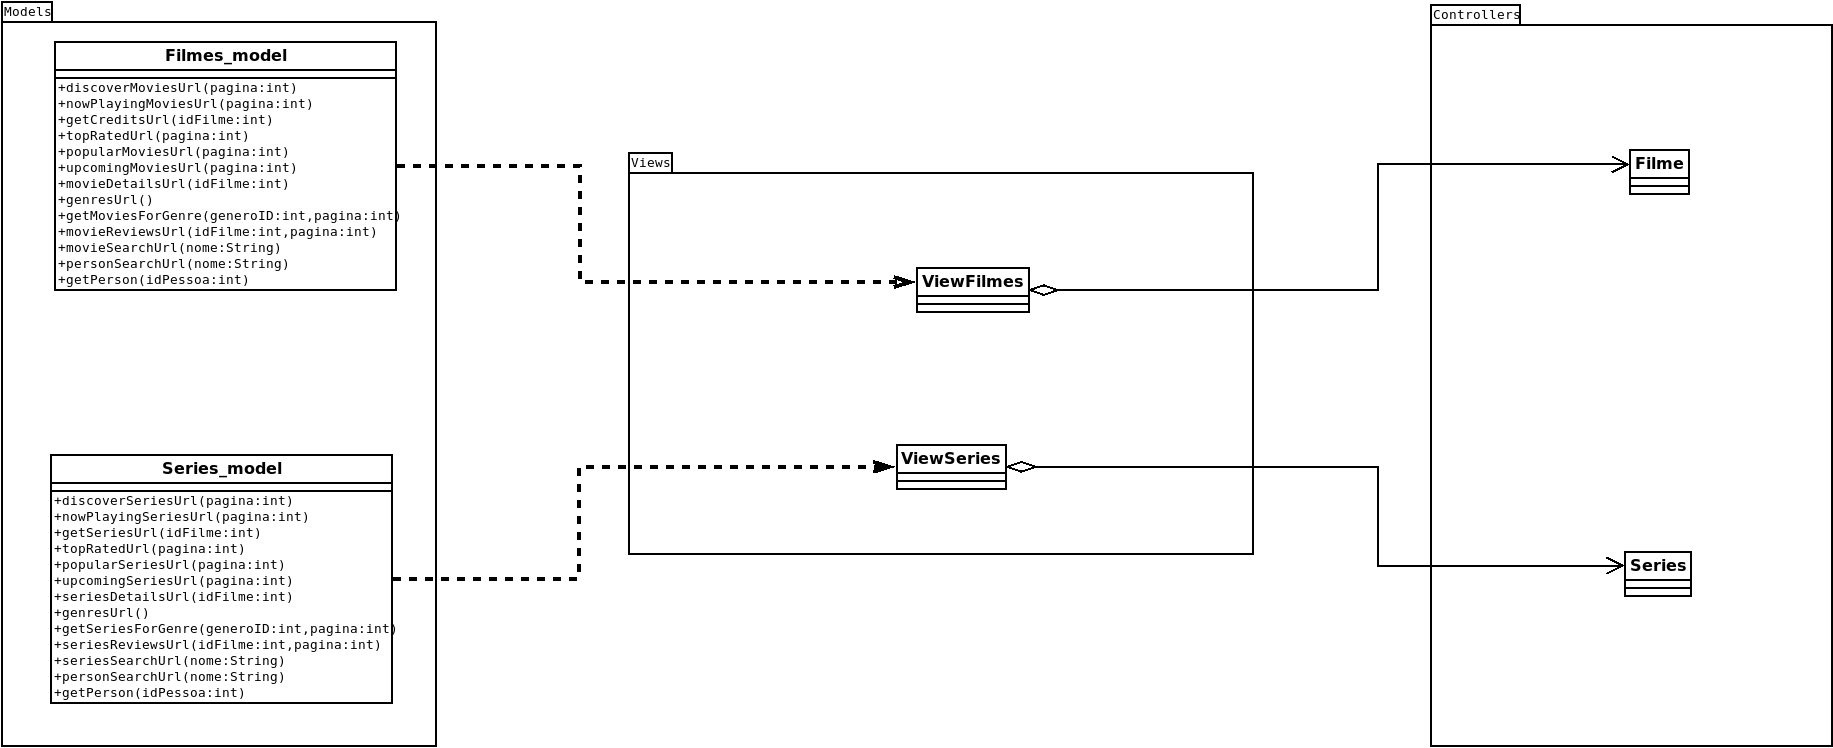 Models
Filmes_model
+discoverMoviesUrl(pagina:int)
+nowPlayingMoviesUrl(pagina:int)
+getCreditsUrl(idFilme:int)
+topRatedUrl(pagina:int)
+popularMoviesUrl(pagina:int)
+upcomingMoviesUrl(pagina:int)
+movieDetailsUrl(idFilme:int)
+genresUrl()
+getMoviesForGenre(generoID:int,pagina:int)
+movieReviewsUrl(idFilme:int,pagina:int)
+movieSearchUrl(nome:String)
+personSearchUrl(nome:String)
+getPerson(idPessoa:int)
Series_model
+discoverSeriesUrl(pagina:int)
+nowPlayingSeriesUrl(pagina:int)
+getSeriesUrl(idFilme:int)
+topRatedUrl(pagina:int)
+popularSeriesUrl(pagina:int)
+upcomingSeriesUrl(pagina:int)
+seriesDetailsUrl(idFilme:int)
+genresUrl()
+getSeriesForGenre(generoID:int,pagina:int)
+seriesReviewsUrl(idFilme:int,pagina:int)
+seriesSearchUrl(nome:String)
+personSearchUrl(nome:String)
+getPerson(idPessoa:int)
Views
ViewFilmes
ViewSeries
Controllers
Filme
Series